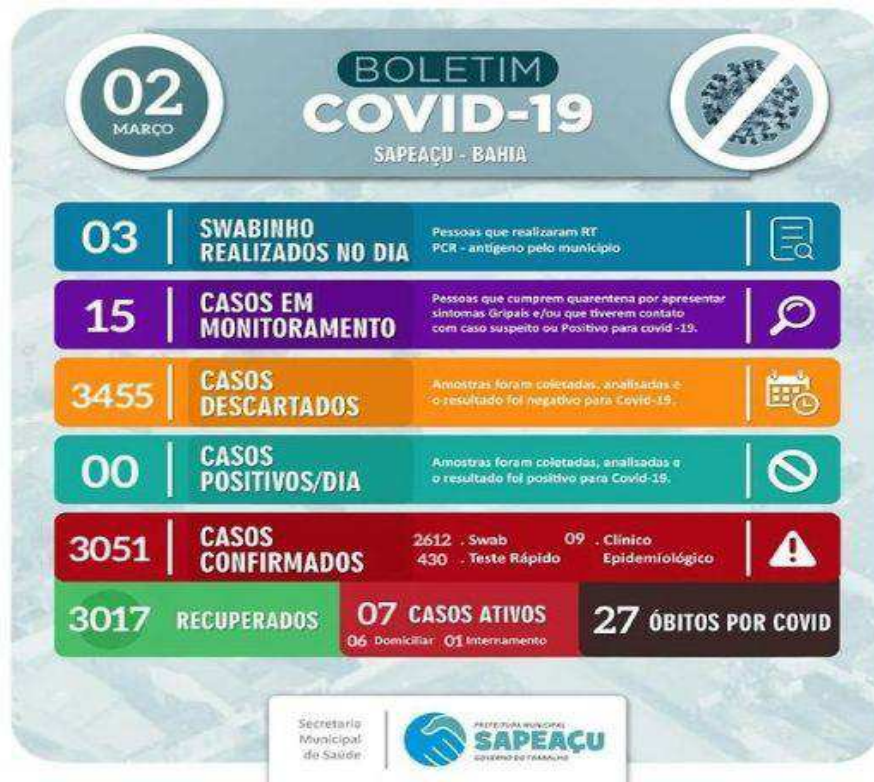 02
MARÇO
BOLETIM
COVID-19
SAPEAÇU - BAHIA
03
SWABINHO
REALIZADOS NO DIA
Pessoas que realizaram RT
PCR - antígeno pelo município
15
CASOS EM
MONITORAMENTO
Pessoas que cumprem quarentena por apresentar
sintomas Gripais e/ou que tiverem contato
com caso suspeito ou Positivo para covid -19.
3455
CASOS
DESCARTADOS
Amostras foram coletadas, analisadas e
o resultado foi negativo para Covid-19.
00
CASOS
POSITIVOS/DIA
Amostras foram coletadas, analisadas e
o resultado foi positivo para Covid-19.
3051
CASOS
CONFIRMADOS
2612 . Swab
430 . Teste Rápido
09 . Clínico
Epidemiológico
3017 RECUPERADOS
07 CASOS ATIVOS
06 Domiciliar 01 Internamento
27 ÓBITOS POR COVID
Secretaria
Municipal
de Saúde
PREFEITURA MUNICIPAL
SAPEAÇU
GOVERNO DO TRABALHO